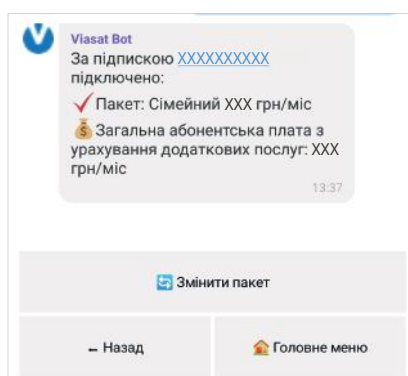 Viasat Bot
За підпискою XXXXXXXXXX
підключено:
Пакет: Сімейний XXX грн/міс
Загальна абонентська плата з
урахування додаткових послуг: XXX
грн/міс
13:37
Змінити пакет
← Назад
Головне меню